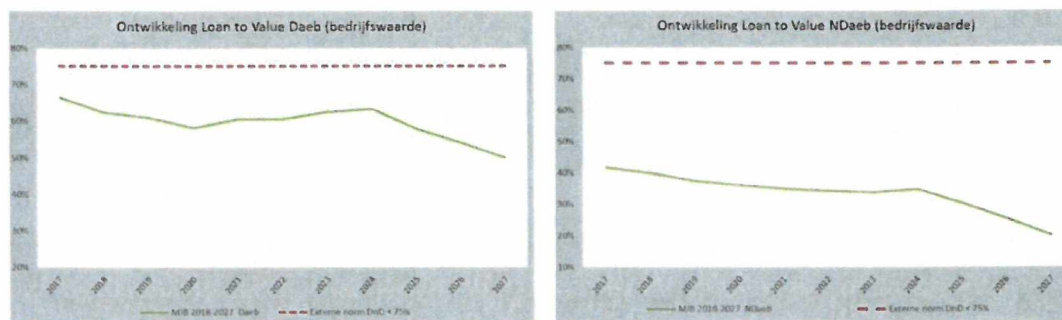 Ontwikkeling Loan to Value Daeb (bedrijfswaarde)
80%
70%
60%
50%
40%
30%
20%
2017 2018 2019 2020 2021 2022 2023 2024 2025 2026 2027
MJB 2018 2027 Daeb Externe norm DnD < 75%
Ontwikkeling Loan to Value NDaeb (bedrijfswaarde)
80%
70%
60%
50%
40%
30%
20%
10%
2017 2018 2019 2020 2021 2022 2023 2024 2025 2026 2027
MJB 2018 2027 NDaeb Externe norm DnD < 75%